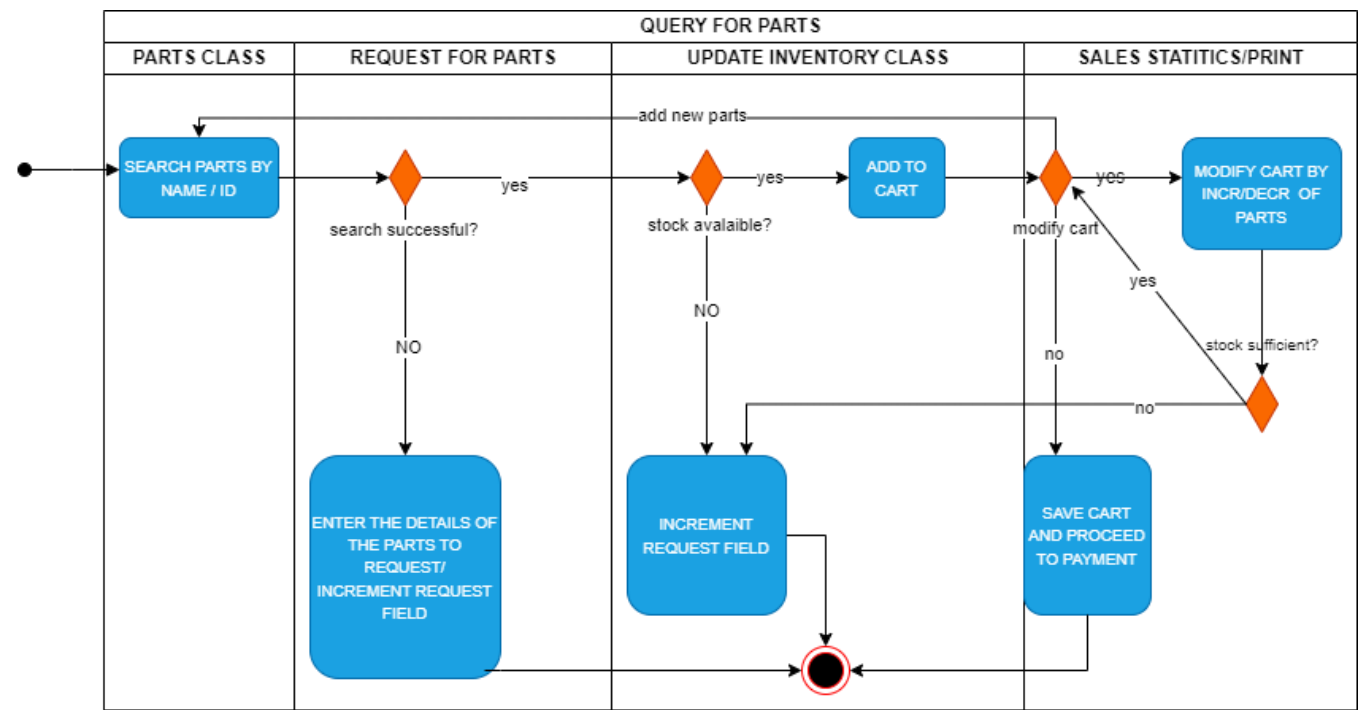 QUERY FOR PARTS
PARTS CLASS
REQUEST FOR PARTS
UPDATE INVENTORY CLASS
SALES STATITICS/PRINT
add new parts
SEARCH PARTS BY
NAME / ID
search successful?
yes
NO
stock avalaible?
yes
NO
ADD TO
CART
modify cart
yes
no
MODIFY CART BY
INCR/DECR OF
PARTS
yes
stock sufficient?
no
ENTER THE DETAILS OF
THE PARTS TO
REQUEST/
INCREMENT REQUEST
FIELD
INCREMENT
REQUEST FIELD
SAVE CART
AND PROCEED
TO PAYMENT